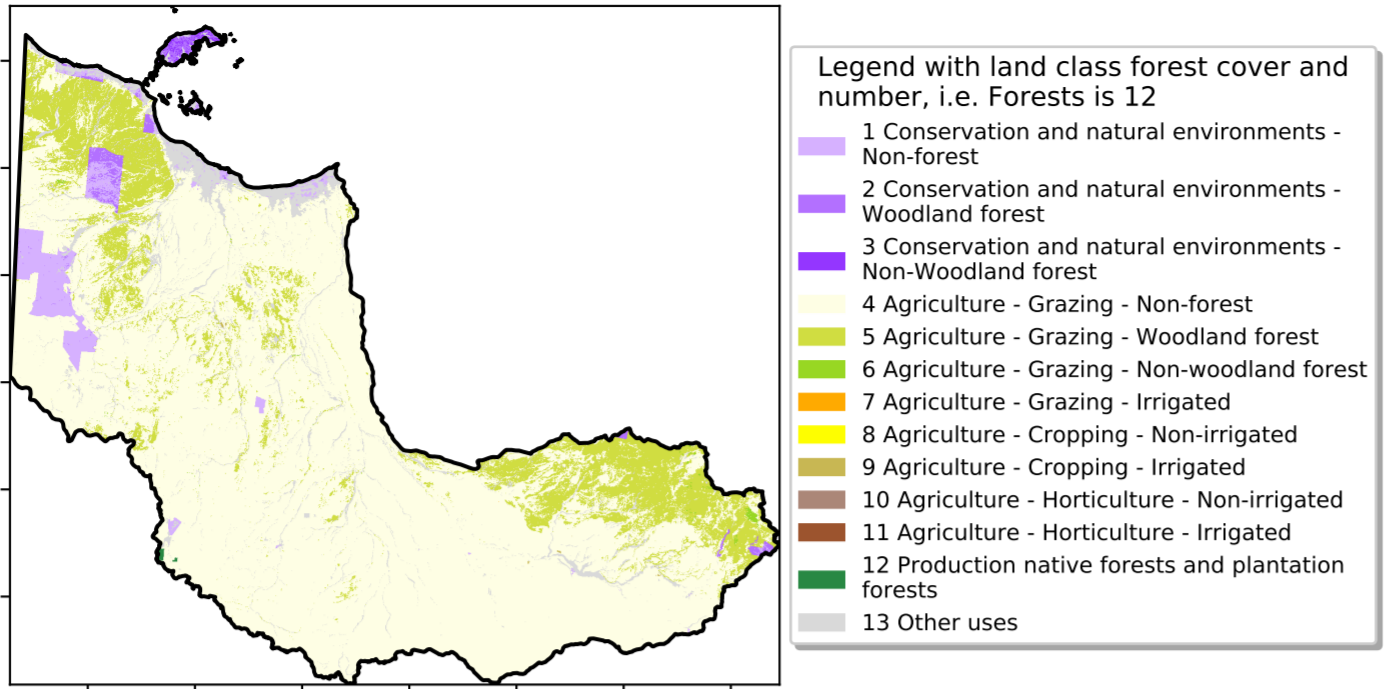 Legend with land class forest cover and
number, i.e. Forests is 12
1 Conservation and natural environments -
Non-forest
2 Conservation and natural environments -
Woodland forest
3 Conservation and natural environments -
Non-Woodland forest
4 Agriculture - Grazing - Non-forest
5 Agriculture - Grazing - Woodland forest
6 Agriculture - Grazing - Non-woodland forest
7 Agriculture - Grazing - Irrigated
8 Agriculture - Cropping - Non-irrigated
9 Agriculture - Cropping - Irrigated
10 Agriculture - Horticulture - Non-irrigated
11 Agriculture - Horticulture - Irrigated
12 Production native forests and plantation
forests
13 Other uses